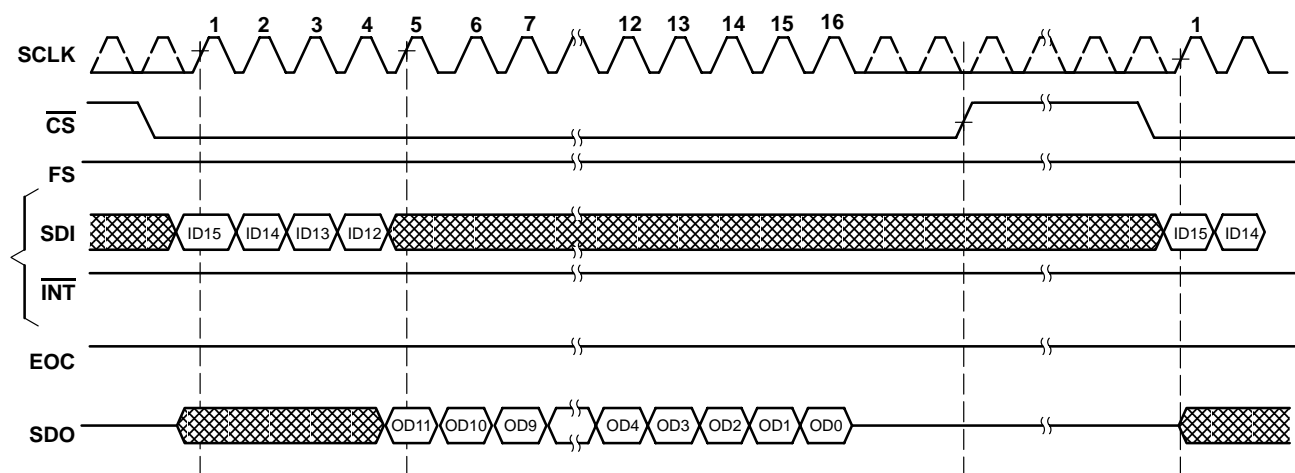 1 2 3 4 5 6 7 12 13 14 15 16 1
SCLK
CS
FS
SDI ID15 ID14 ID13 ID12 ID15 ID14
INT
EOC
SDO OD11 OD10 OD9 OD4 OD3 OD2 OD1 OD0